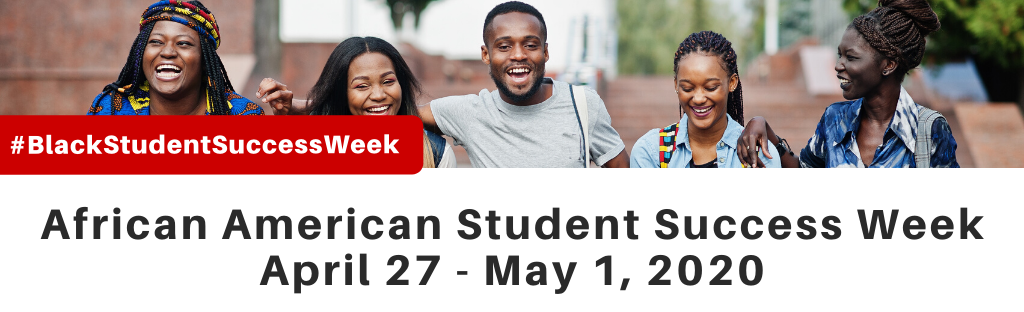 #BlackStudentSuccessWeek
African American Student Success Week
April 27 - May 1, 2020